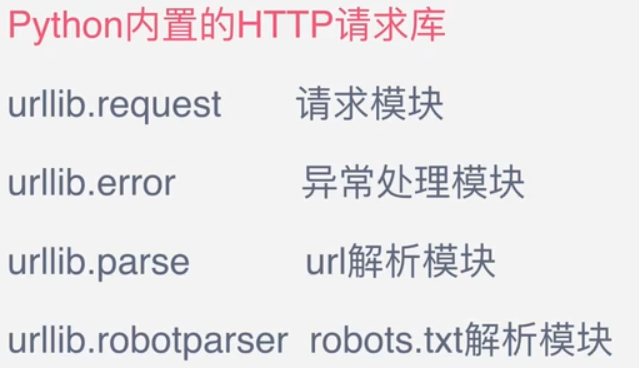 Python内置的HTTP请求库
urllib.request 请求模块
urllib.error 异常处理模块
urllib.parse url解析模块
urllib.robotparser robots.txt解析模块